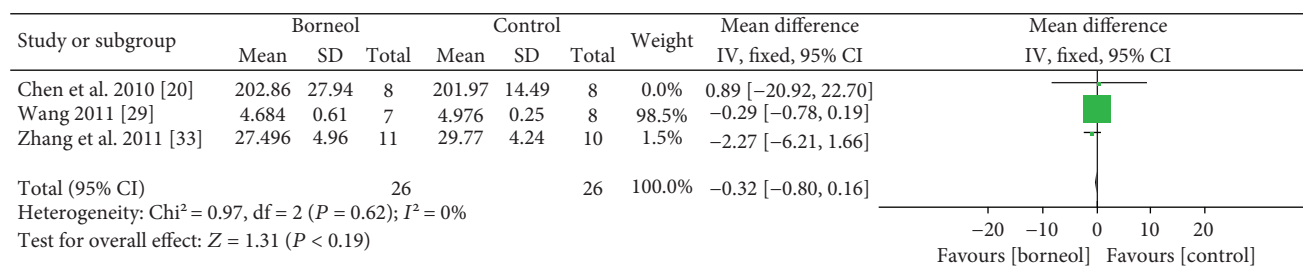 Study or subgroup Borneol Control Weight Mean difference Mean difference
Mean SD Total Mean SD Total IV, fixed, 95% CI IV, fixed, 95% CI
Chen et al. 2010 [20] 202.86 27.94 8 201.97 14.49 8 0.0% 0.89 [−20.92, 22.70]
Wang 2011 [29] 4.684 0.61 7 4.976 0.25 8 98.5% −0.29 [−0.78, 0.19]
Zhang et al. 2011 [33] 27.496 4.96 11 29.77 4.24 10 1.5% −2.27 [−6.21, 1.66]
Total (95% CI) 26 26 100.0% −0.32 [−0.80, 0.16]
Heterogeneity: Chi² = 0.97, df = 2 (P = 0.62); I² = 0%
Test for overall effect: Z = 1.31 (P < 0.19)
−20 −10 0 10 20
Favours [borneol] Favours [control]